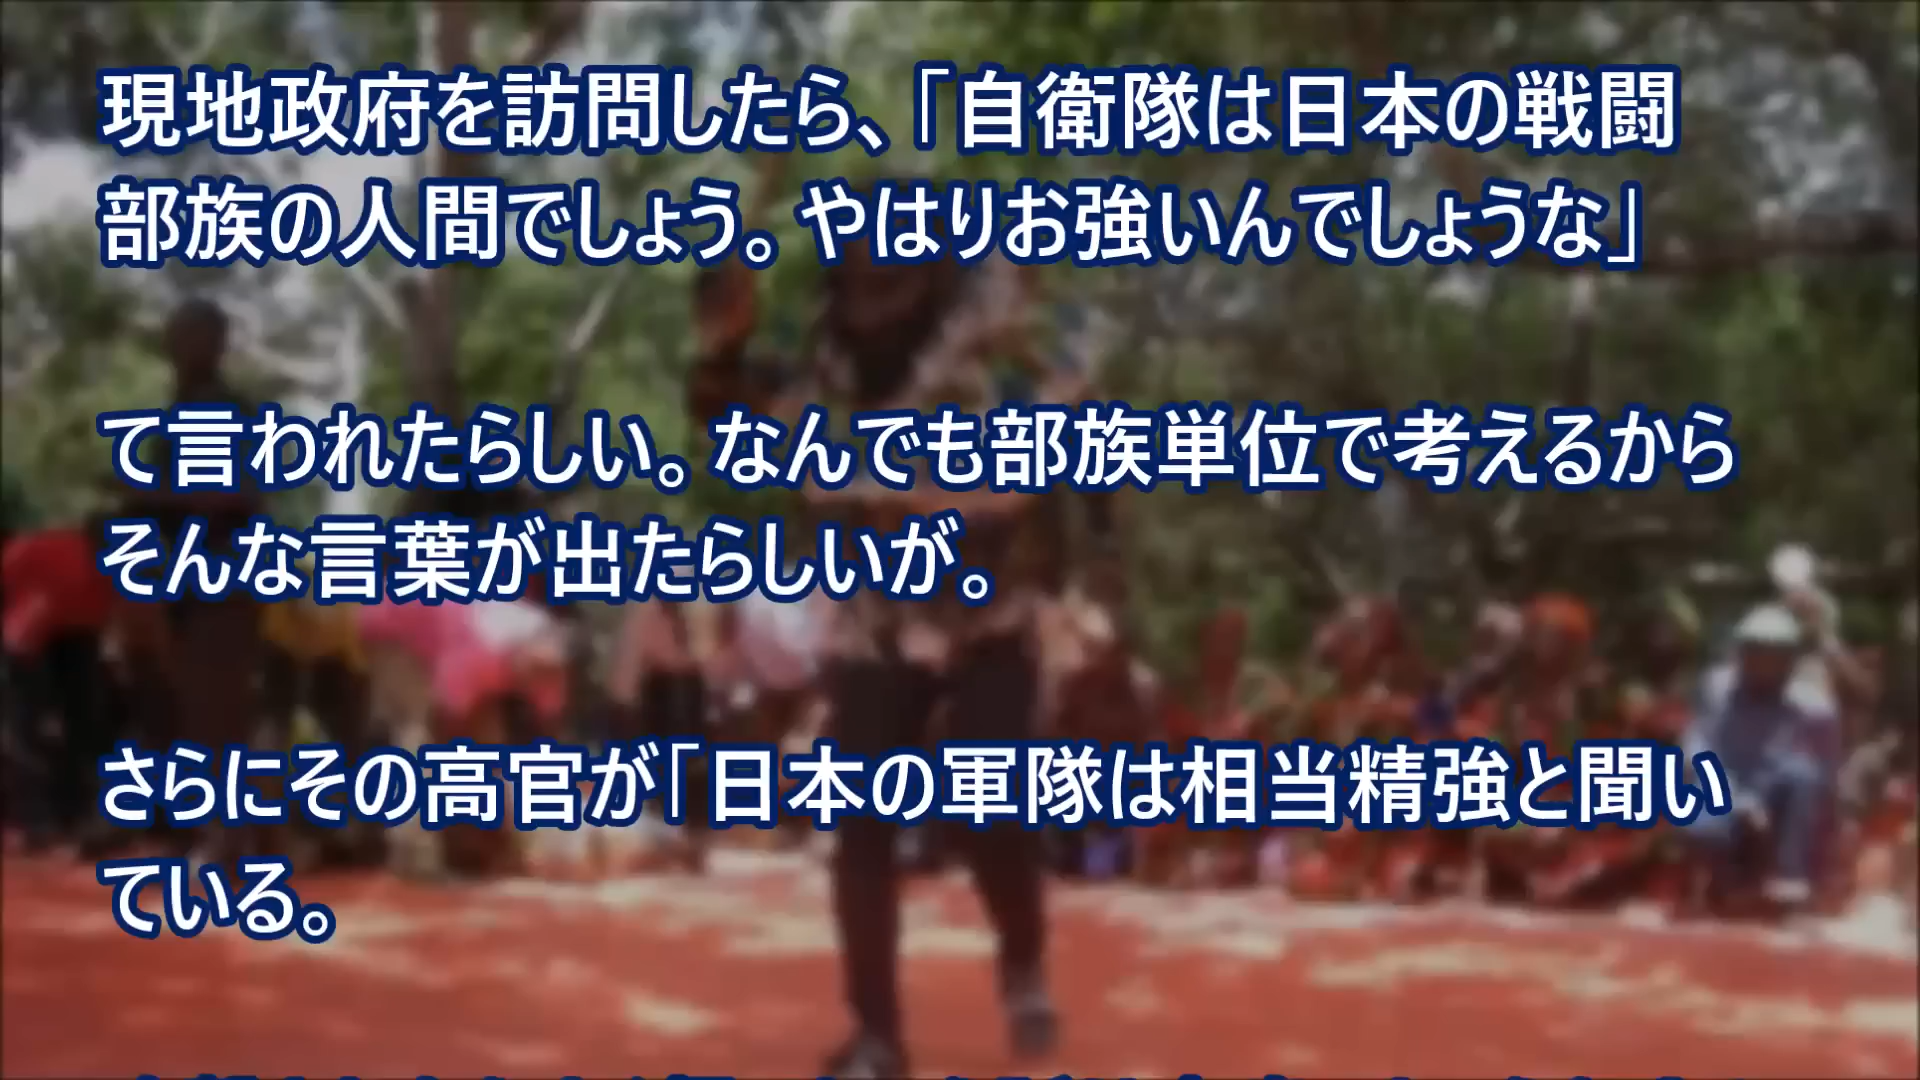 現地政府を訪問したら、「自衛隊は日本の戦闘
部族の人間でしょう。やはりお強いんでしょうな」
て言われたらしい。なんでも部族単位で考えるから
そんな言葉が出たらしいが。
さらにその高官が「日本の軍隊は相当精強と聞い
ている。